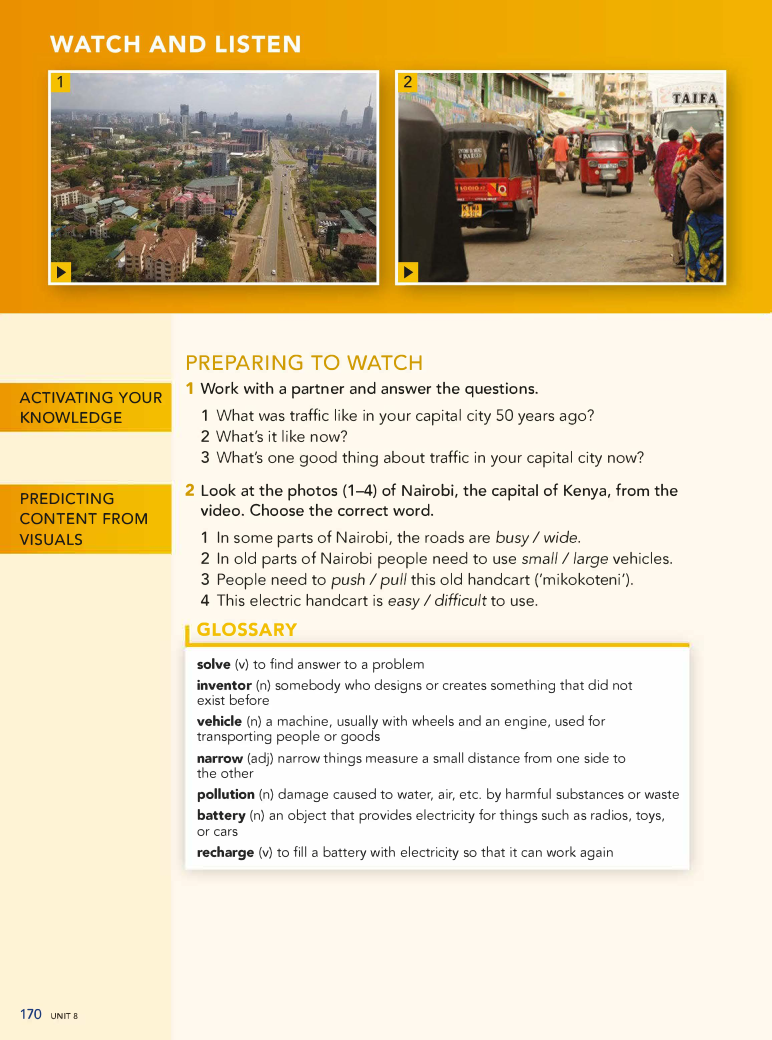 WATCH AND LISTEN
1
2
TAIFA
PREPARING TO WATCH
ACTIVATING YOUR
KNOWLEDGE
1 Work with a partner and answer the questions.
1 What was traffic like in your capital city 50 years ago?
2 What's it like now?
3 What's one good thing about traffic in your capital city now?
PREDICTING
CONTENT FROM
VISUALS
2 Look at the photos (1–4) of Nairobi, the capital of Kenya, from the
video. Choose the correct word.
1 In some parts of Nairobi, the roads are busy / wide.
2 In old parts of Nairobi people need to use small / large vehicles.
3 People need to push / pull this old handcart ('mikokoteni').
4 This electric handcart is easy / difficult to use.
GLOSSARY
solve (v) to find answer to a problem
inventor (n) somebody who designs or creates something that did not
exist before
vehicle (n) a machine, usually with wheels and an engine, used for
transporting people or goods
narrow (adj) narrow things measure a small distance from one side to
the other
pollution (n) damage caused to water, air, etc. by harmful substances or waste
battery (n) an object that provides electricity for things such as radios, toys,
or cars
recharge (v) to fill a battery with electricity so that it can work again
170 UNIT 8